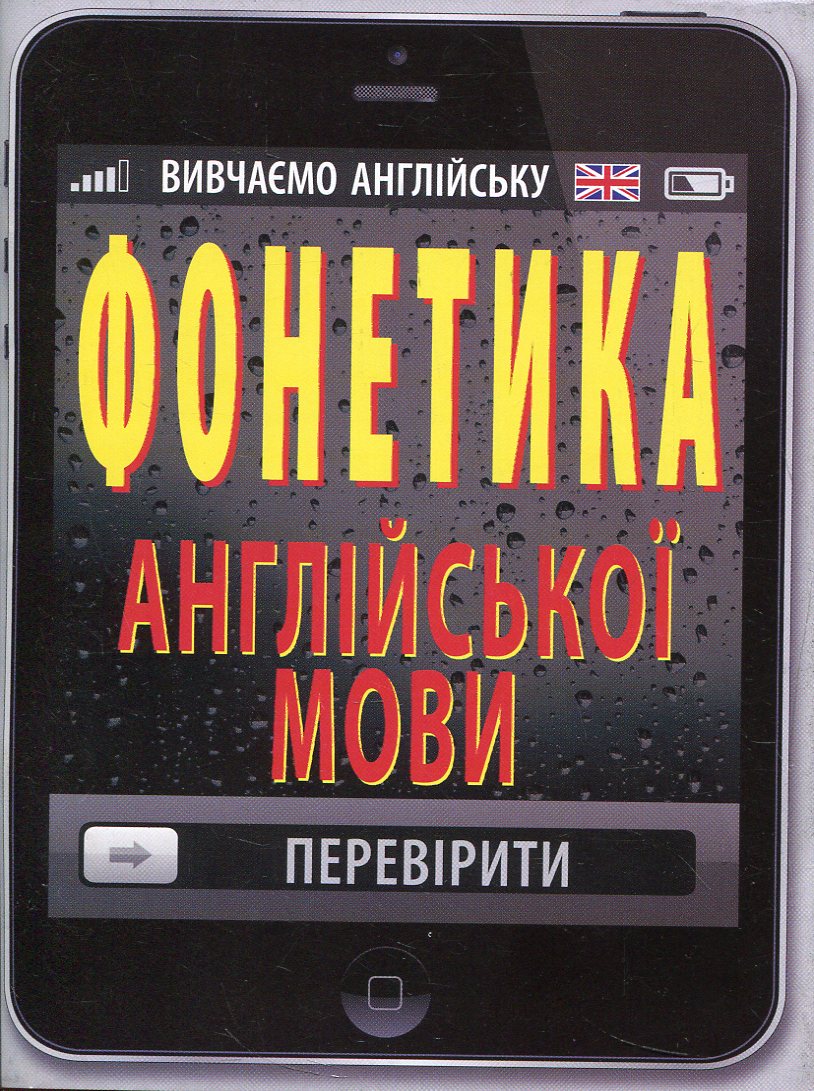 ВИВЧАЄМО АНГЛІЙСЬКУ
ФОНЕТИКА
АНГЛІЙСЬКОЇ
МОВИ
ПЕРЕВІРИТИ